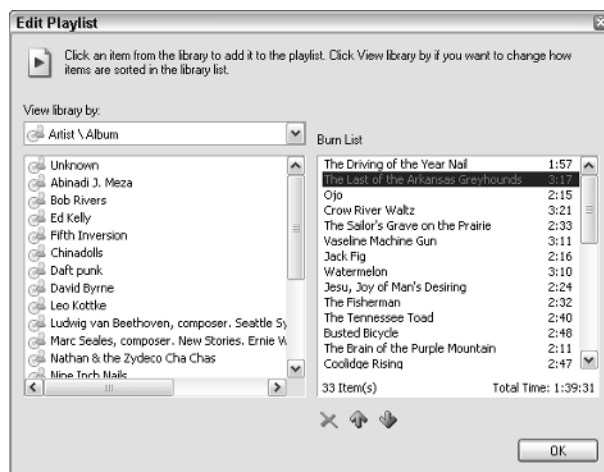 Edit Playlist
Click an item from the library to add it to the playlist. Click View library by if you want to change how
items are sorted in the library list.
View library by:
Artist \ Album
Unknown
Abinadi J. Meza
Bob Rivers
Ed Kelly
Fifth Inversion
Chinadolls
Daft punk
David Byrne
Leo Kottke
Ludwig van Beethoven, composer. Seattle Sy
Marc Seales, composer. New Stories. Ernie W
Nathan & the Zydeco Cha Chas
Nine Inch Nails
Burn List
The Driving of the Year Nail 1:57
The Last of the Arkansas Greyhounds 3:17
Ojo 2:15
Crow River Waltz 3:21
The Sailor's Grave on the Prairie 2:33
Vaseline Machine Gun 3:11
Jack Fig 2:16
Watermelon 3:10
Jesu, Joy of Man's Desiring 2:24
The Fisherman 2:32
The Tennessee Toad 2:40
Busted Bicycle 2:48
The Brain of the Purple Mountain 2:11
Coolidge Rising 2:47
33 Item(s) Total Time: 1:39:31
OK